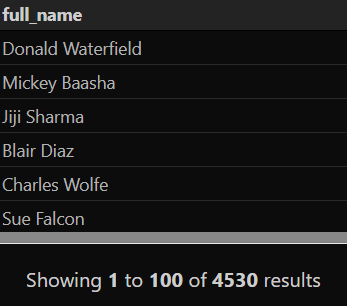 full_name
Donald Waterfield
Mickey Baasha
Jiji Sharma
Blair Diaz
Charles Wolfe
Sue Falcon
Showing 1 to 100 of 4530 results